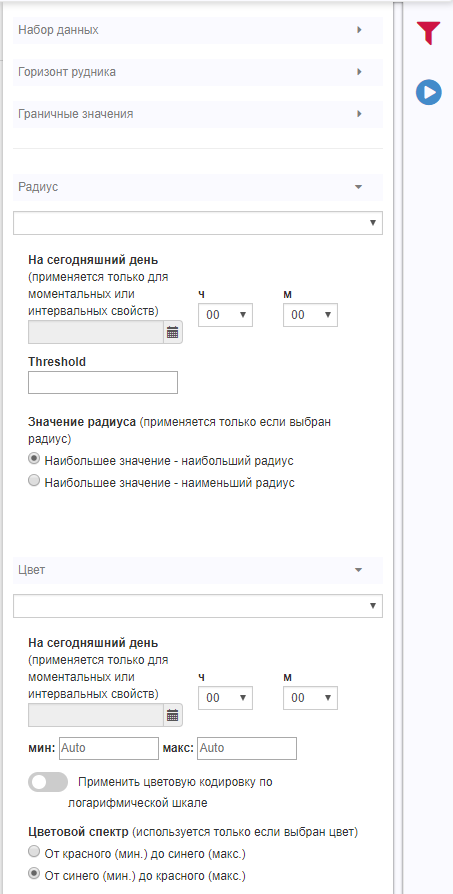 Набор данных
Горизонт рудника
Граничные значения
Радиус
На сегодняшний день
(применяется только для
моментальных или
интервальных свойств)
ч
м
00
00
Threshold
Значение радиуса (применяется только если выбран
радиус)
Наибольшее значение - наибольший радиус
Наибольшее значение - наименьший радиус
Цвет
На сегодняшний день
(применяется только для
моментальных или
интервальных свойств)
ч
м
00
00
мин: Auto макс: Auto
Применить цветовую кодировку по
логарифмической шкале
Цветовой спектр (используется только если выбран цвет)
От красного (мин.) до синего (макс.)
От синего (мин.) до красного (макс.)